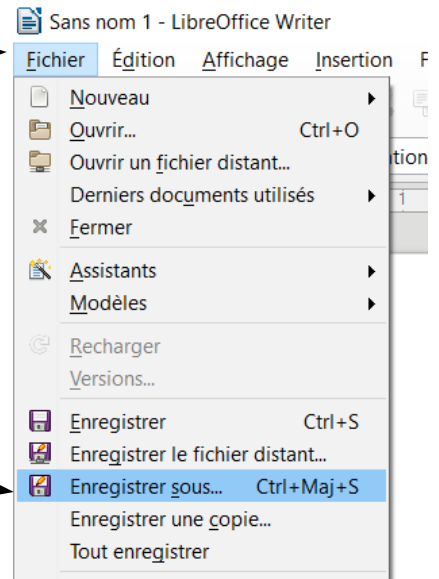 Sans nom 1 - LibreOffice Writer
Fichier Édition Affichage Insertion F
Nouveau
Ouvrir... Ctrl+O
Ouvrir un fichier distant...
Derniers documents utilisés
Fermer
Assistants
Modèles
Recharger
Versions...
Enregistrer Ctrl+S
Enregistrer le fichier distant...
Enregistrer sous... Ctrl+Maj+S
Enregistrer une copie...
Tout enregistrer
tion
1